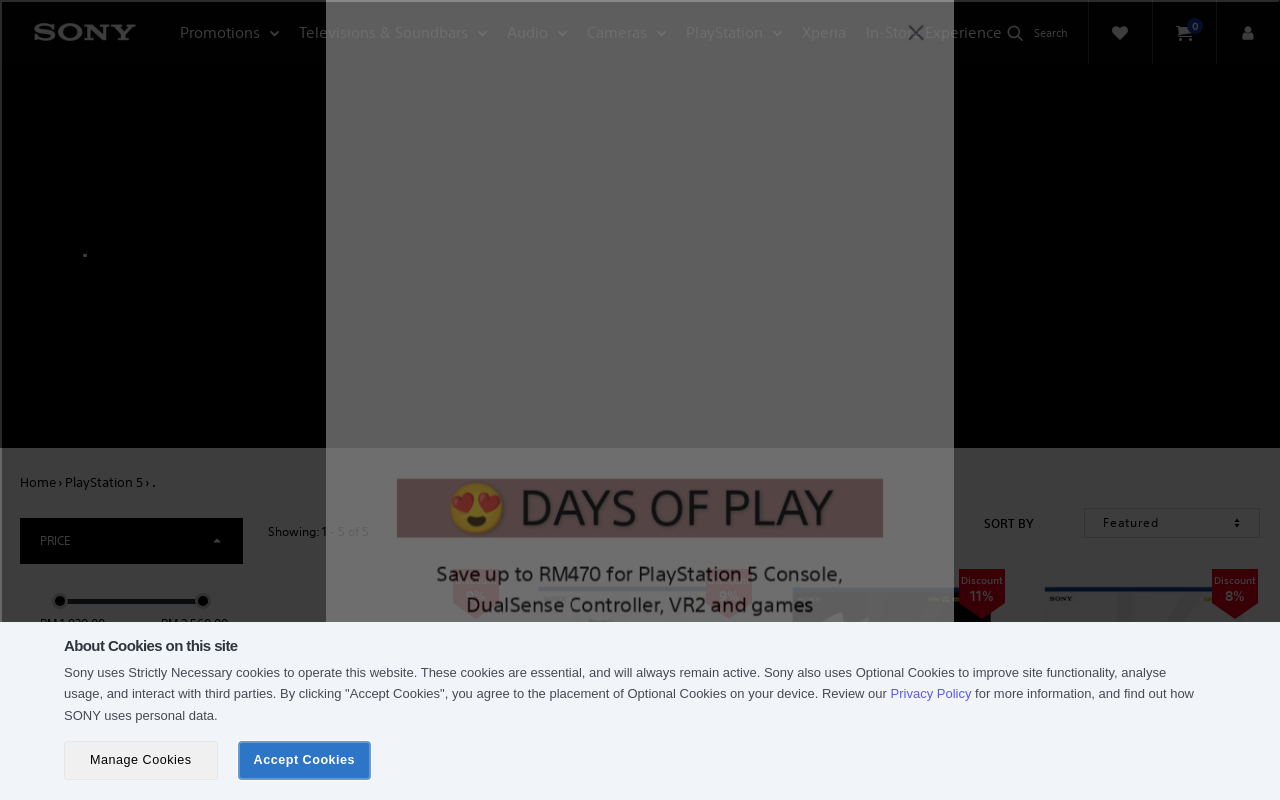 SONY
Promotions
Televisions & Soundbars
Audio
Cameras
PlayStation
Xperia
In-Store Experience
Search
0
Home › PlayStation 5 › .
PRICE
Showing: 1 - 5 of 5
SORT BY
Featured
😍 DAYS OF PLAY
Save up to RM470 for PlayStation 5 Console,
DualSense Controller, VR2 and games
Discount
11%
Discount
8%
SONY
SONY
About Cookies on this site
Sony uses Strictly Necessary cookies to operate this website. These cookies are essential, and will always remain active. Sony also uses Optional Cookies to improve site functionality, analyse
usage, and interact with third parties. By clicking "Accept Cookies", you agree to the placement of Optional Cookies on your device. Review our Privacy Policy for more information, and find out how
SONY uses personal data.
Manage Cookies
Accept Cookies